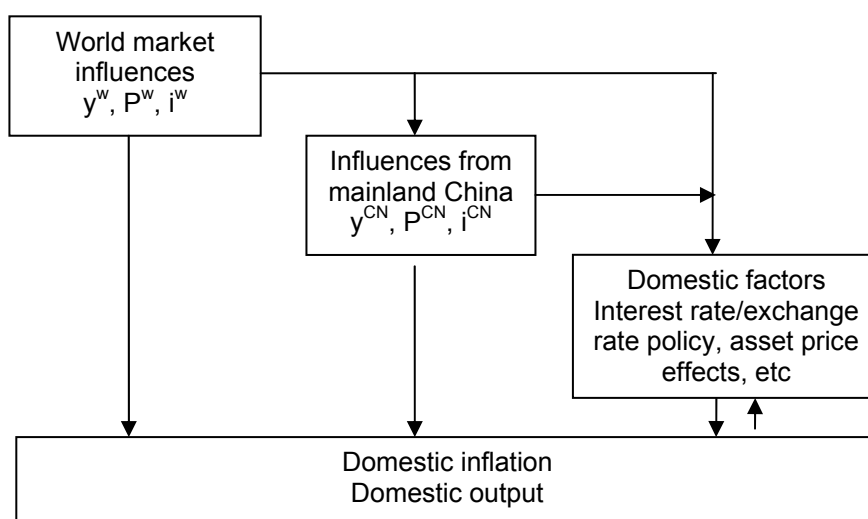 World market
influences
y^w, P^w, i^w
Influences from
mainland China
y^CN, P^CN, i^CN
Domestic factors
Interest rate/exchange
rate policy, asset price
effects, etc
Domestic inflation
Domestic output